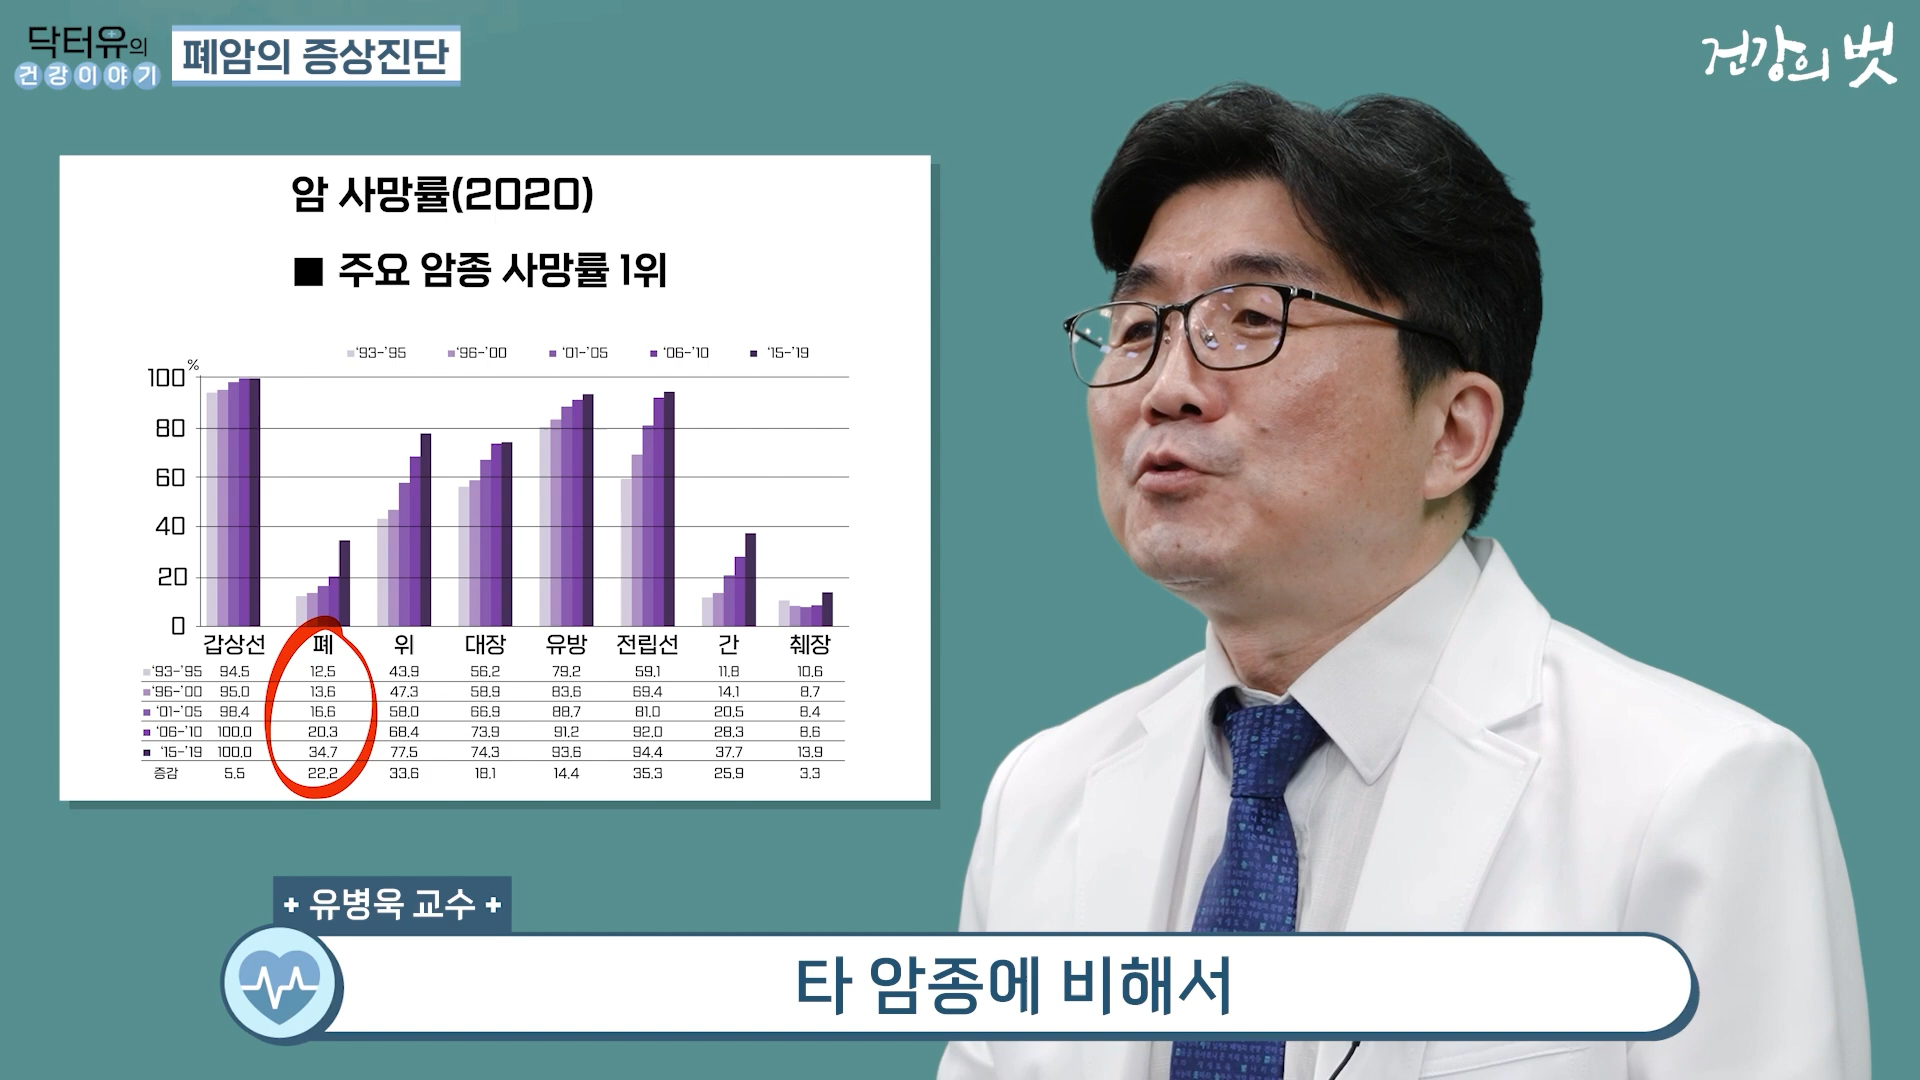 닥터유의
건강이야기
폐암의 증상진단
건강의 벗
암 사망률(2020)
■ 주요 암종 사망률 1위
'93-'95 '96-'00 '01-'05 '06-'10 '15-'19
%
100
80
60
40
20
0
갑상선 폐 위 대장 유방 전립선 간 췌장
'93-'95 94.5 12.5 43.9 56.2 79.2 59.1 11.8 10.6
'96-'00 95.0 13.6 47.3 58.9 83.6 69.4 14.1 8.7
'01-'05 98.4 16.6 58.0 66.9 88.7 81.0 20.5 8.4
'06-'10 100.0 20.3 68.4 73.9 91.2 92.0 28.3 8.6
'15-'19 100.0 34.7 77.5 74.3 93.6 94.4 37.7 13.9
증감 5.5 22.2 33.6 18.1 14.4 35.3 25.9 3.3
+ 유병욱 교수 +
타 암종에 비해서